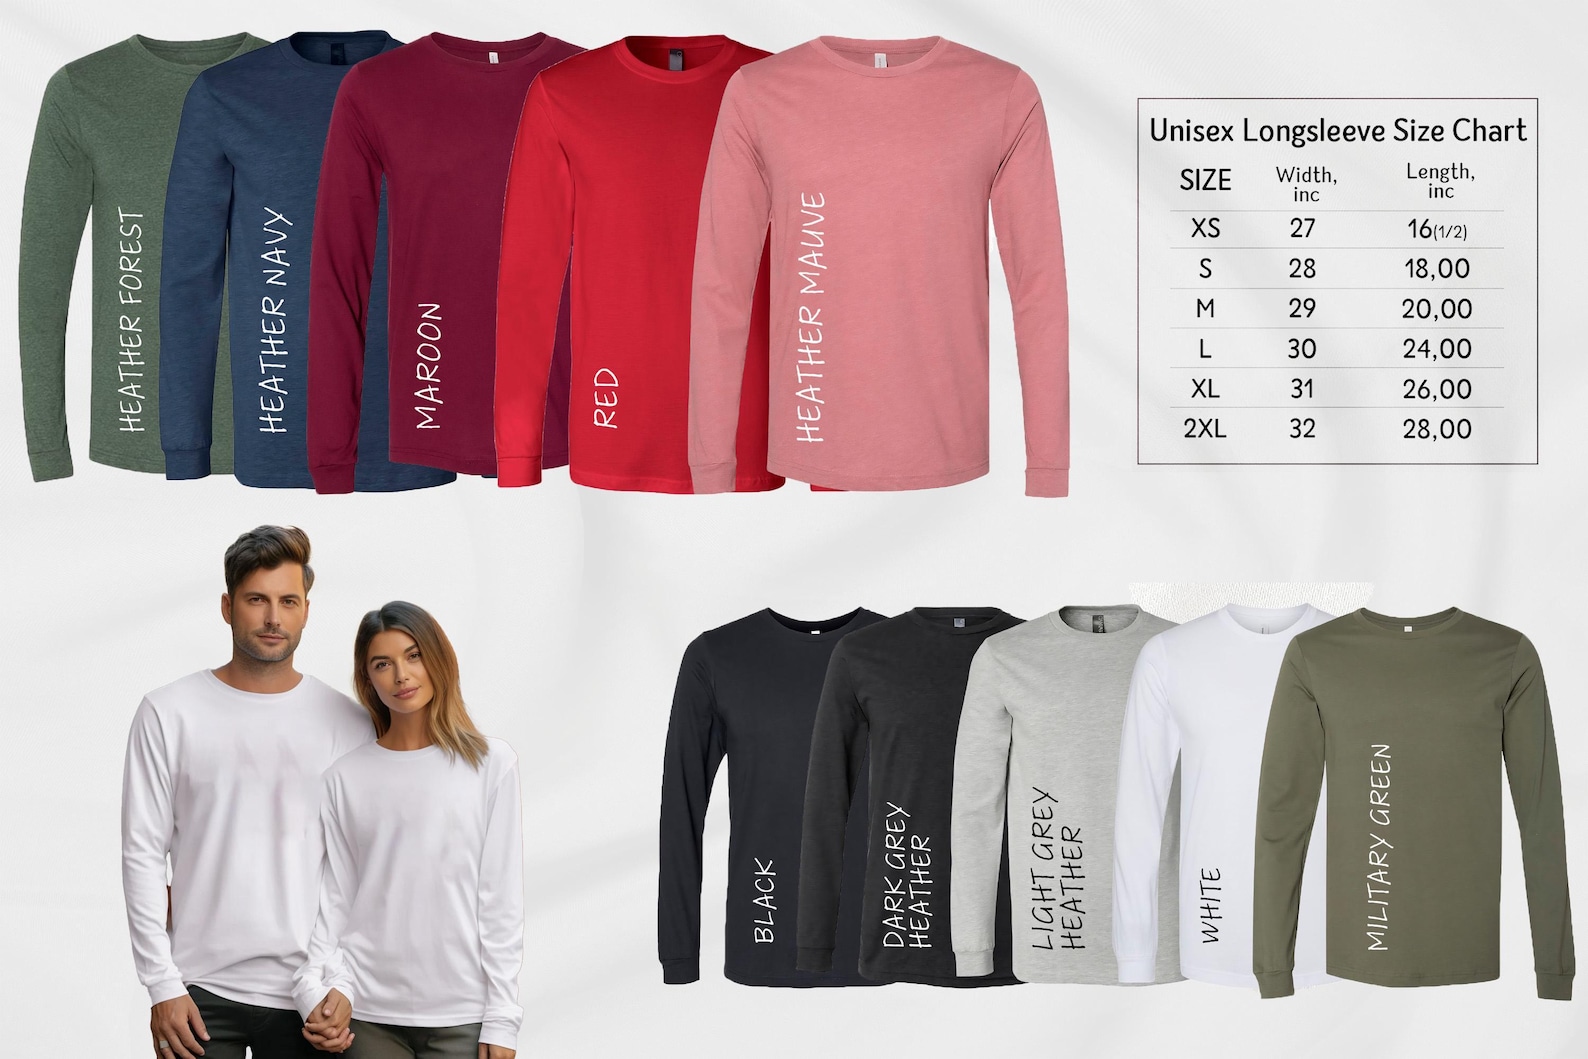 HEATHER FOREST
HEATHER NAVY
MAROON
RED
HEATHER MAUVE
Unisex Longsleeve Size Chart
SIZE Width, inc Length, inc
XS 27 16(1/2)
S 28 18,00
M 29 20,00
L 30 24,00
XL 31 26,00
2XL 32 28,00
BLACK
DARK GREY
HEATHER
LIGHT GREY
HEATHER
WHITE
MILITARY GREEN